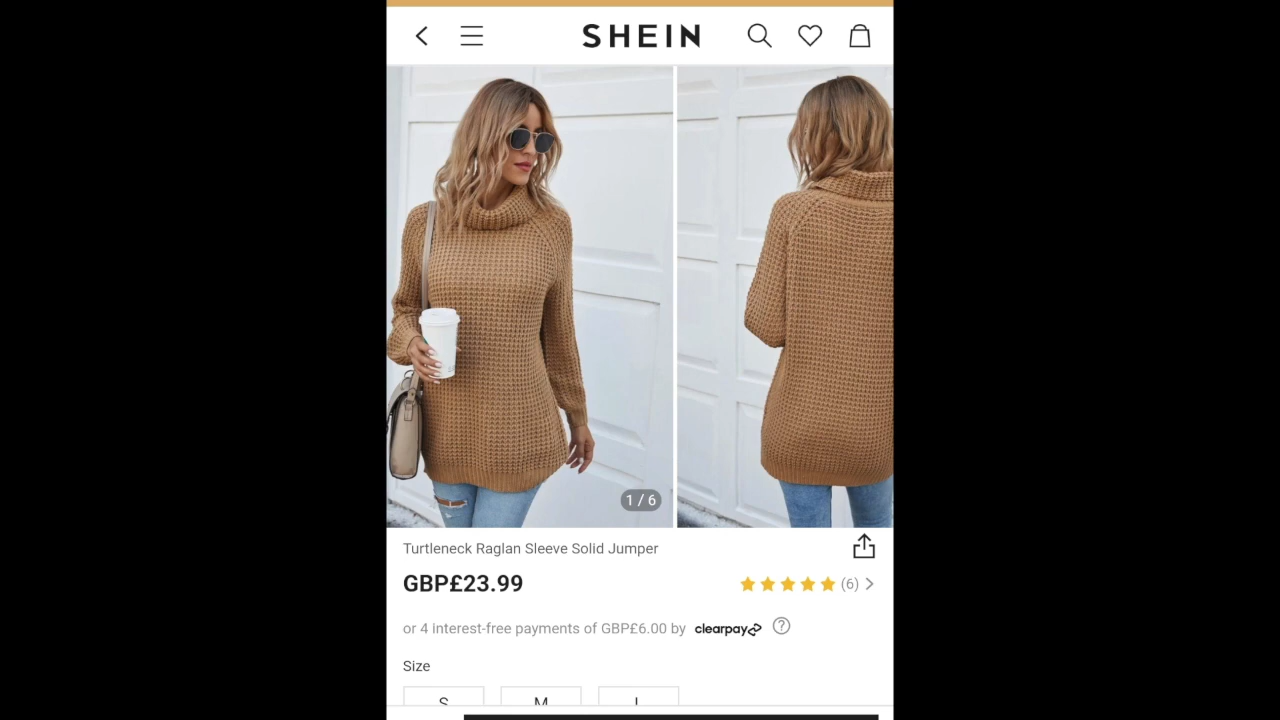 SHEIN
1 / 6
Turtleneck Raglan Sleeve Solid Jumper
GBP£23.99
(6)
or 4 interest-free payments of GBP£6.00 by clearpay ?
Size
S M L